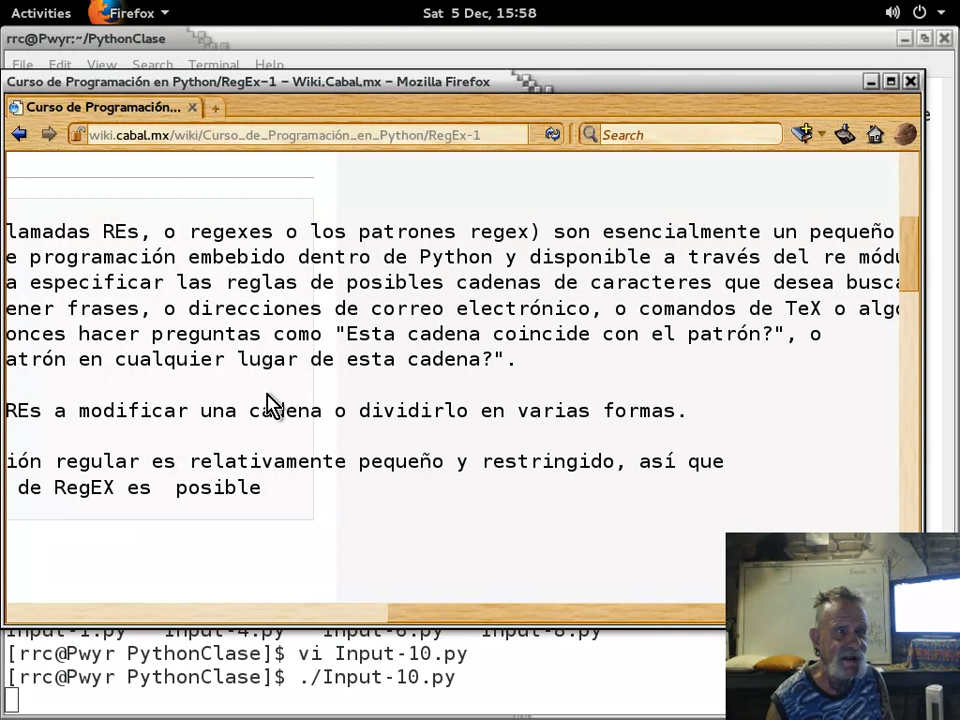 Activities Firefox Sat 5 Dec, 15:58
rrc@Pwyr:~/PythonClase
File Edit View Search Terminal Help
Curso de Programación en Python/RegEx-1 – Wiki.Cabal.mx – Mozilla Firefox
Curso de Programación...
wiki.cabal.mx/wiki/Curso_de_Programación_en_Python/RegEx-1 Search
lamadas REs, o regexes o los patrones regex) son esencialmente un pequeño
e programación embebido dentro de Python y disponible a través del re módu
a especificar las reglas de posibles cadenas de caracteres que desea busca
ener frases, o direcciones de correo electrónico, o comandos de TeX o algo
onces hacer preguntas como "Esta cadena coincide con el patrón?", o
atrón en cualquier lugar de esta cadena?".
REs a modificar una cadena o dividirlo en varias formas.
ión regular es relativamente pequeño y restringido, así que
de RegEX es posible
Input-1.py Input-4.py Input-6.py Input-8.py
[rrc@Pwyr PythonClase]$ vi Input-10.py
[rrc@Pwyr PythonClase]$ ./Input-10.py